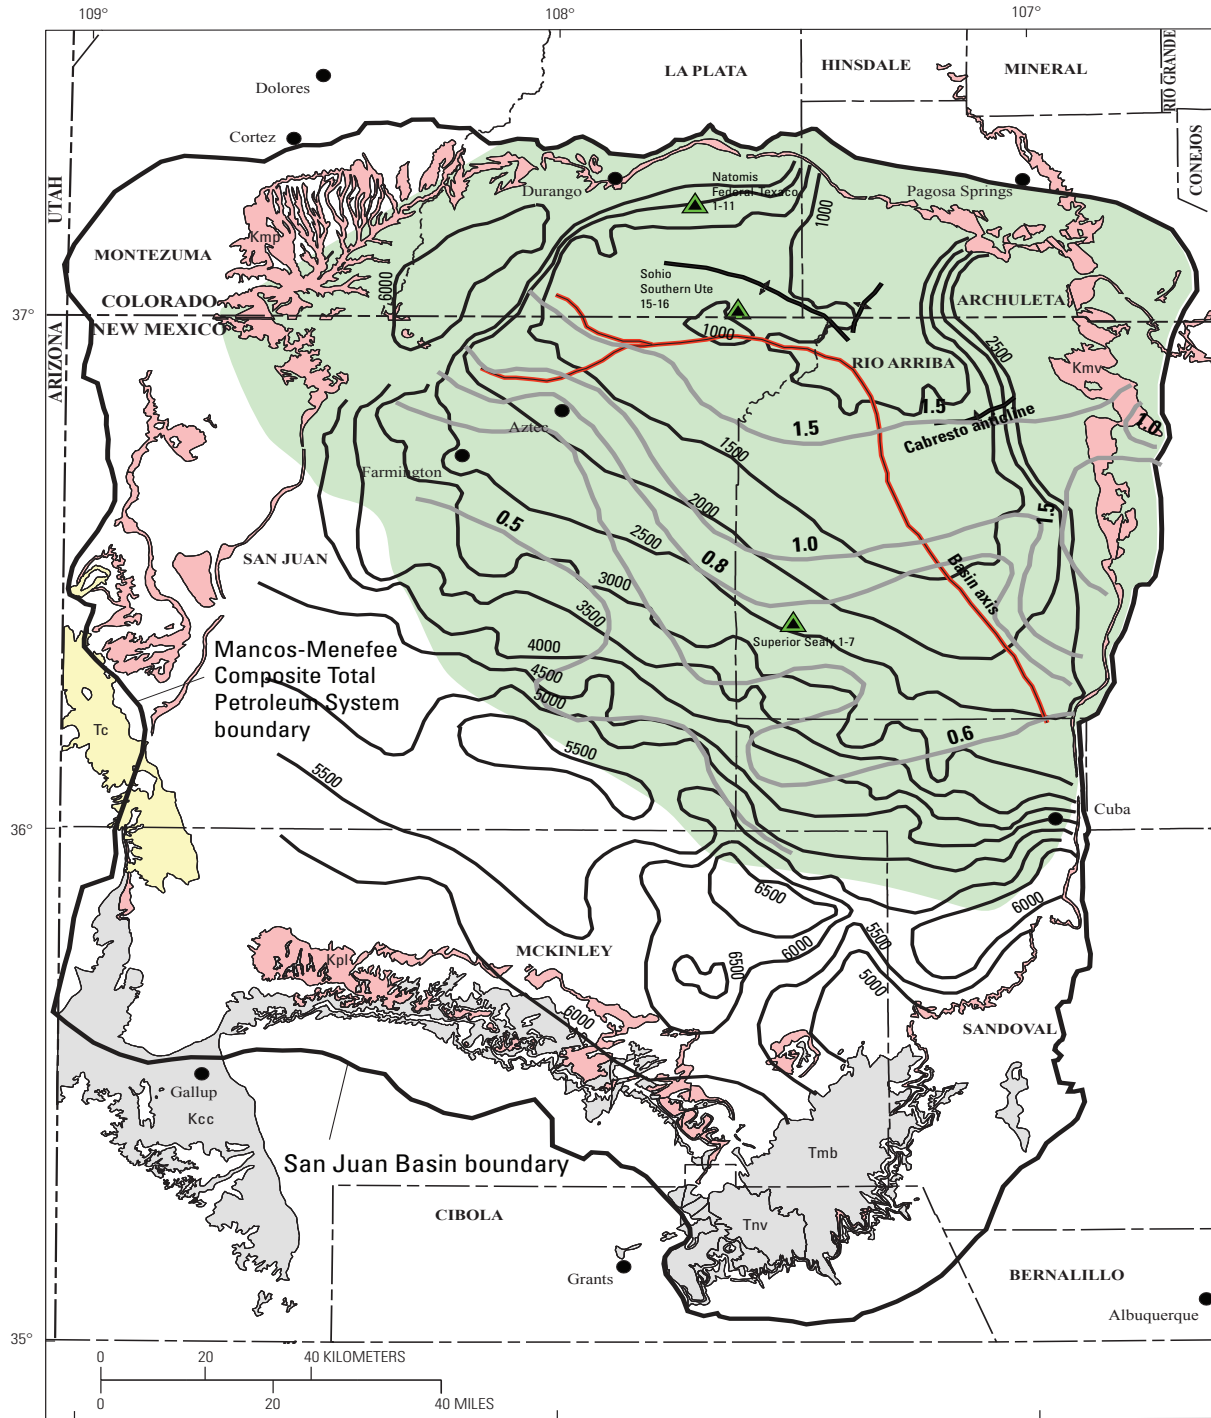 109°
108°
107°
LA PLATA
HINSDALE
MINERAL
RIO GRANDE
CONEJOS
Dolores
Cortez
UTAH
Durango
Natomis
Federal-Texaco
1-11
Pagosa Springs
1000
Kmp
MONTEZUMA
6000
Sohio
Southern Ute
15-16
COLORADO
ARCHULETA
37°
NEW MEXICO
1000
2500
ARIZONA
RIO ARRIBA
Kmv
1.5
1.0
Cabresto anticline
1.5
Aztec
1500
Farmington
2000
0.5
1.5
2500
1.0
SAN JUAN
0.8
3000
Basin axis
3500
Superior Sealy 1-7
4000
Mancos-Menefee
Composite Total
Petroleum System
boundary
4500
5000
Tc
0.6
5500
5500
Cuba
36°
6500
6000
5500
MCKINLEY
6000
Kpl
6500
5000
6000
SANDOVAL
Gallup
Kcc
Tmb
San Juan Basin boundary
CIBOLA
Tnv
Grants
BERNALILLO
Albuquerque
35°
0 20 40 KILOMETERS
0 20 40 MILES